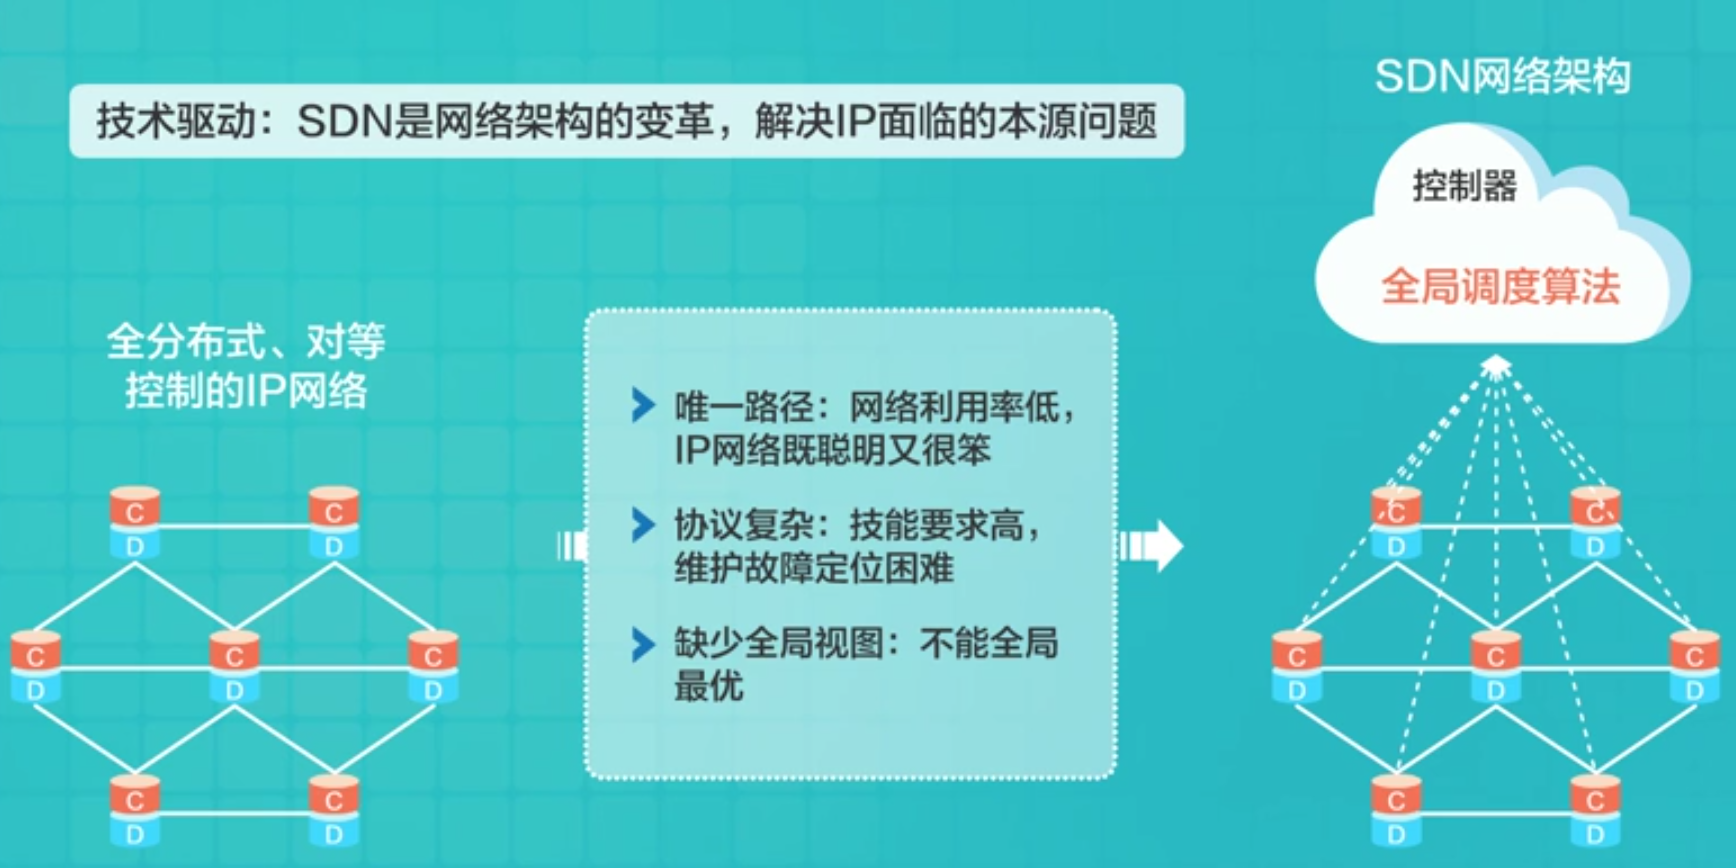 技术驱动：SDN是网络架构的变革，解决IP面临的本源问题
SDN网络架构
控制器
全局调度算法
全分布式、对等
控制的IP网络
唯一路径：网络利用率低，
IP网络既聪明又很笨
协议复杂：技能要求高，
维护故障定位困难
缺少全局视图：不能全局
最优
C
D
C
D
C
D
C
D
C
D
C
D
C
D
C
D
C
D
C
D
C
D
C
D
C
D
C
D